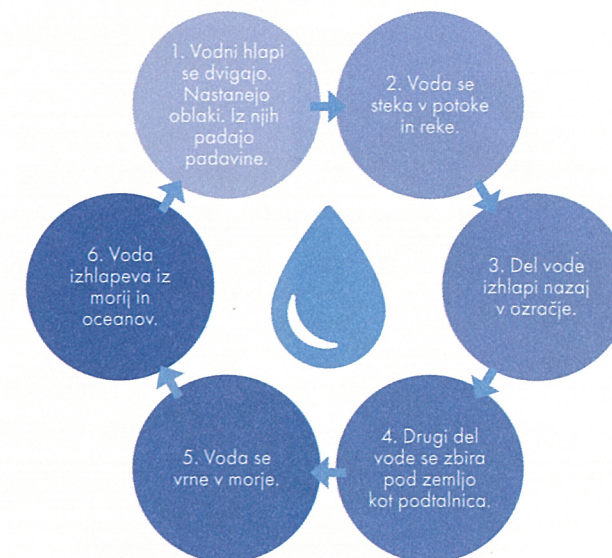 1. Vodni hlapi
se dvigajo.
Nastanejo
oblaki. Iz njih
padajo
padavine.
2. Voda se
steka v potoke
in reke.
3. Del vode
izhlapi nazaj
v ozračje.
4. Drugi del
vode se zbira
pod zemljo
kot podtalnica.
5. Voda se
vrne v morje.
6. Voda
izhlapeva iz
morij in
oceanov.